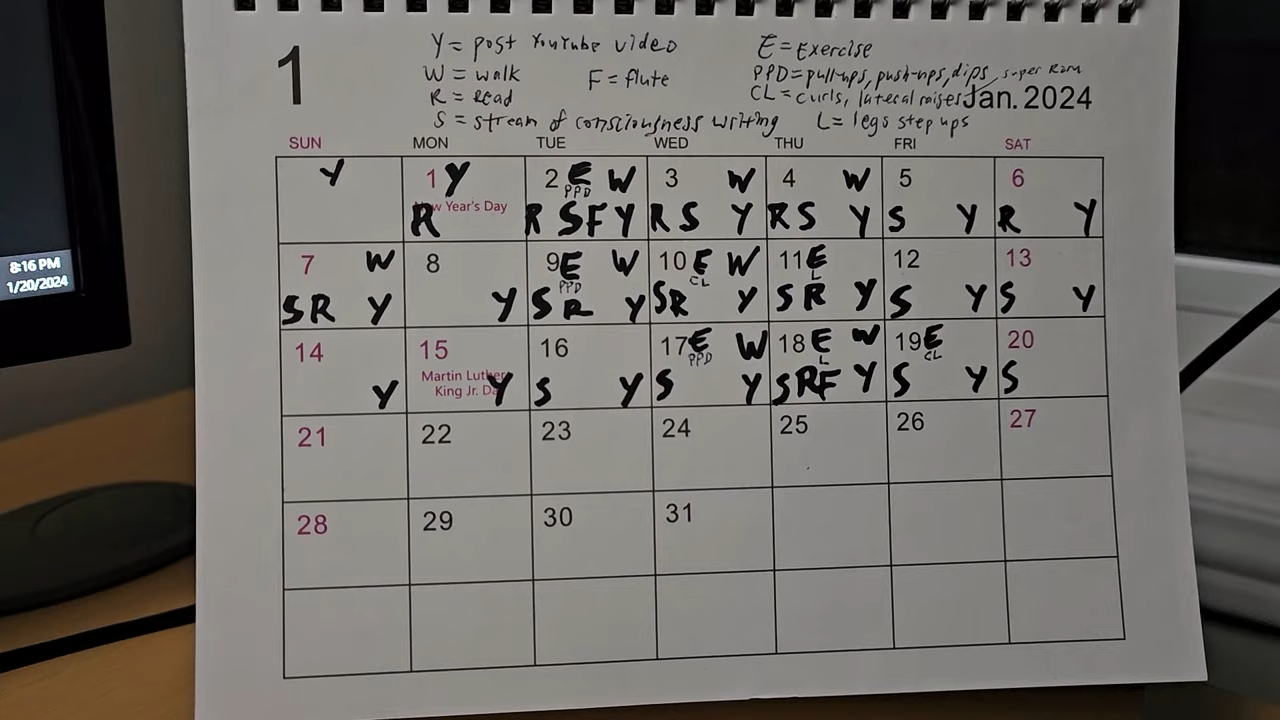 Y = post YouTube video
E = Exercise
1
W = walk
F = flute
PPD = pull-ups, push-ups, dips, super Rom
R = Read
CL = curls, lateral raises
Jan. 2024
S = stream of consciousness writing
L = legs step ups
SUN MON TUE WED THU FRI SAT
Y
1 Y
New Year's Day
R
2 E W
PPD
R S F Y
3 W
R S Y
4 W
R S Y
5
S Y
6
R Y
8:16 PM
1/20/2024
7 W
S R Y
8
Y
9 E W
PPD
S R Y
10 E W
CL
S R Y
11 E
L
S R Y
12
S Y
13
S Y
14
Y
15
Martin Luther
King Jr. Da
Y
16
S Y
17 E W
PPD
S Y
18 E W
L
S R F Y
19 E
CL
S Y
20
S
21 22 23 24 25 26 27
28 29 30 31